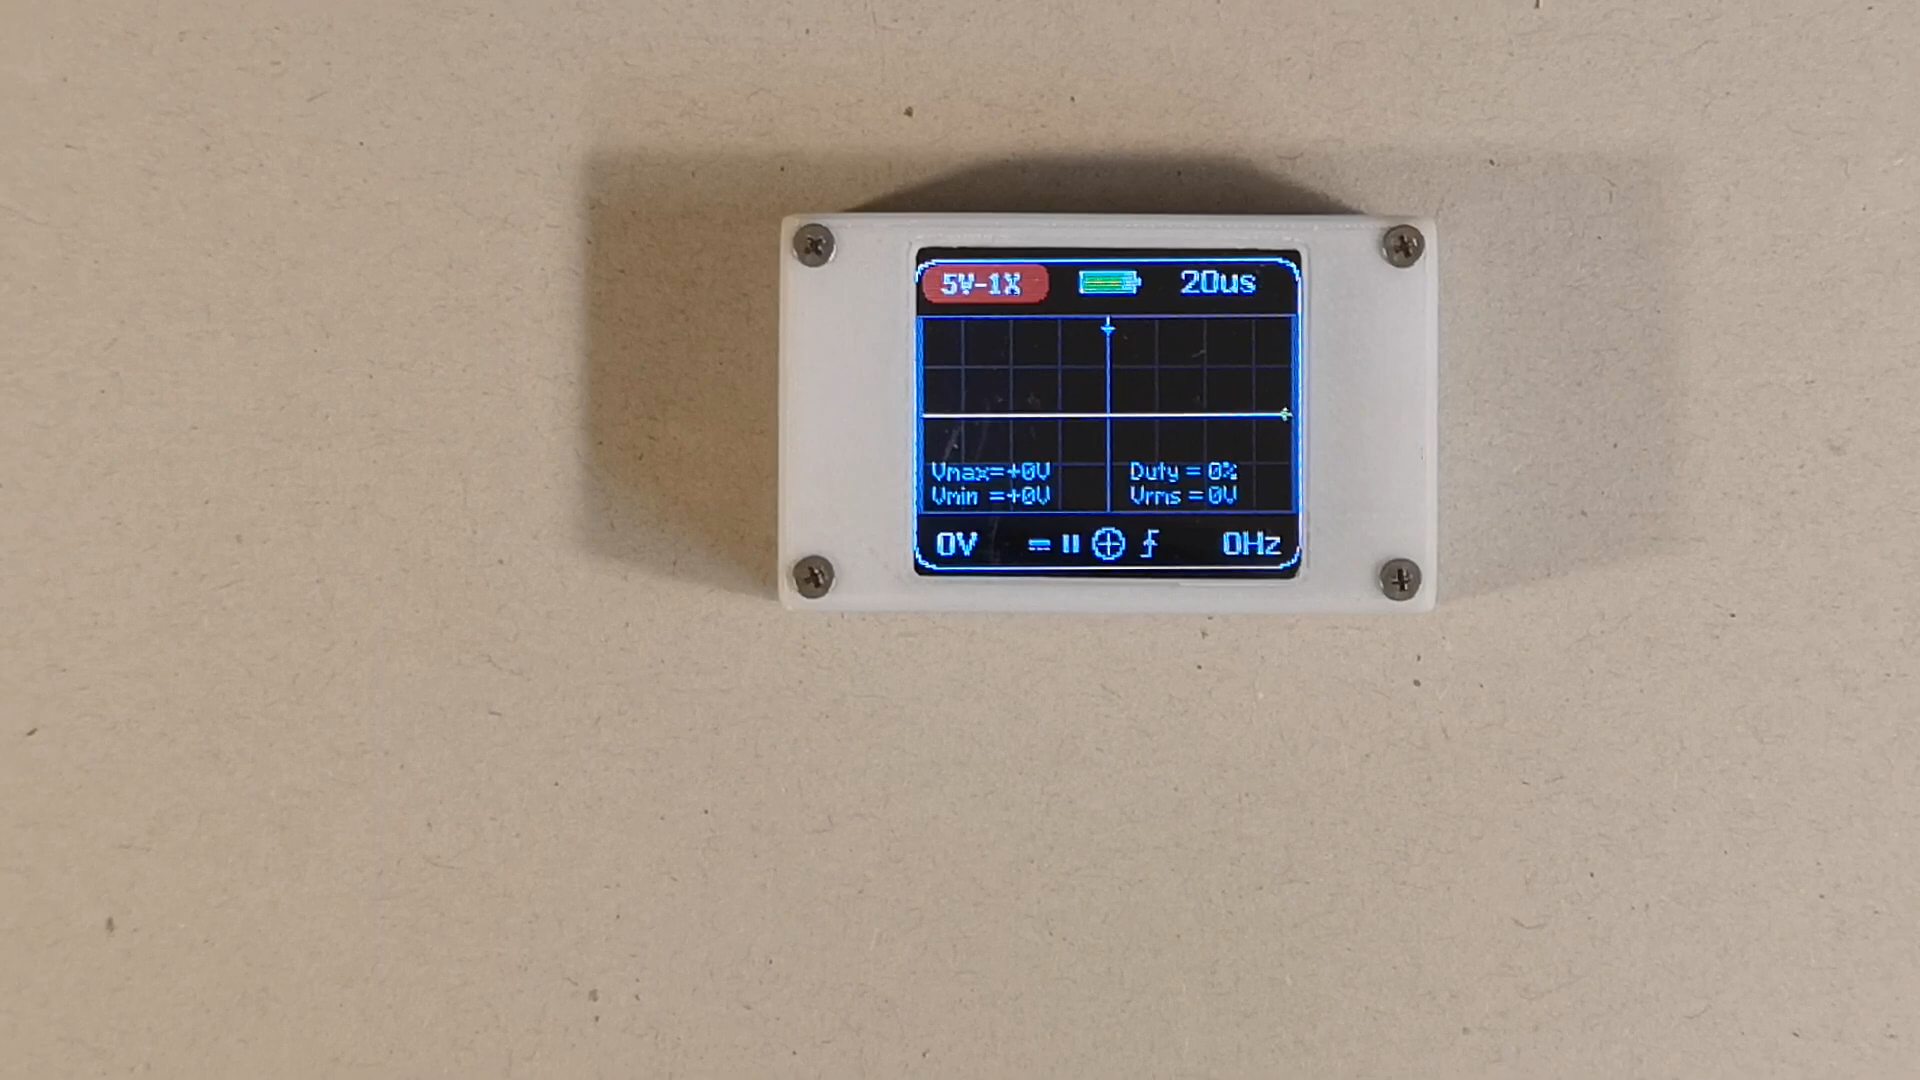 5V-1X 20us
Vmax=+0V Duty = 0%
Vmin =+0V Vrms = 0V
0V 0Hz